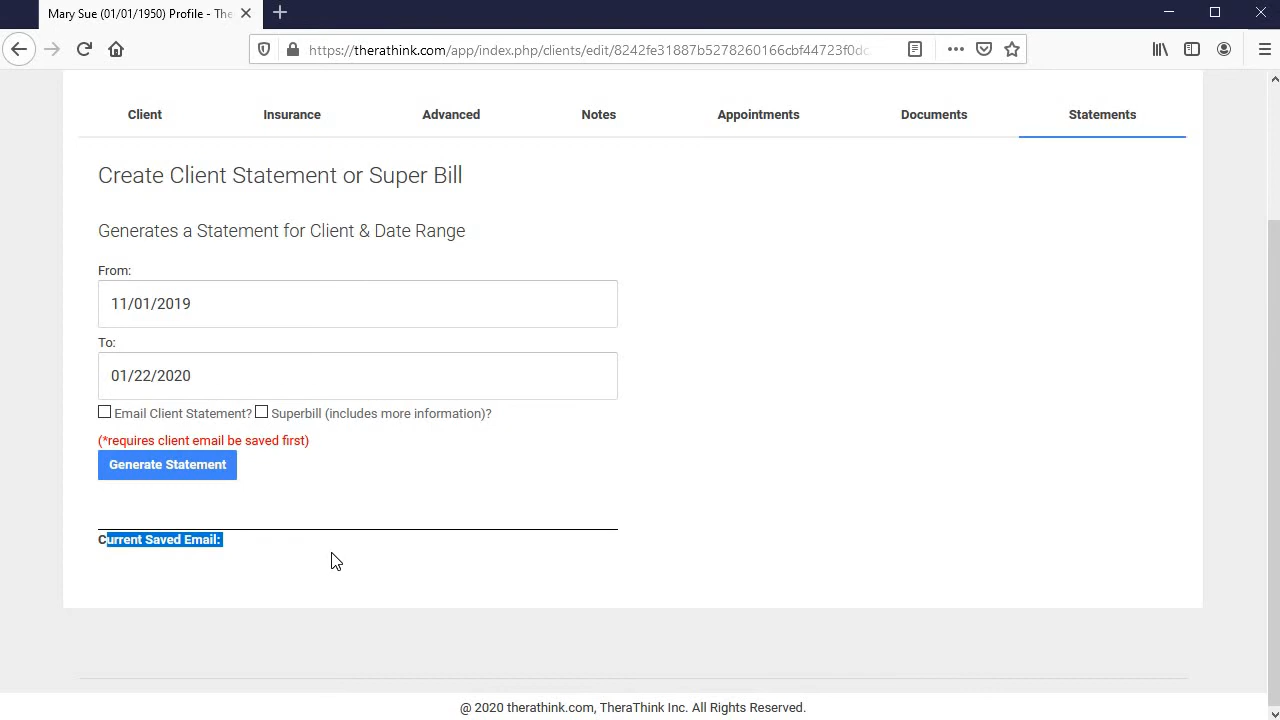 Mary Sue (01/01/1950) Profile - The
https://therathink.com/app/index.php/clients/edit/8242fe31887b5278260166cbf44723f0dc
Client Insurance Advanced Notes Appointments Documents Statements
Create Client Statement or Super Bill
Generates a Statement for Client & Date Range
From:
11/01/2019
To:
01/22/2020
Email Client Statement? Superbill (includes more information)?
(*requires client email be saved first)
Generate Statement
Current Saved Email:
@ 2020 therathink.com, TheraThink Inc. All Rights Reserved.